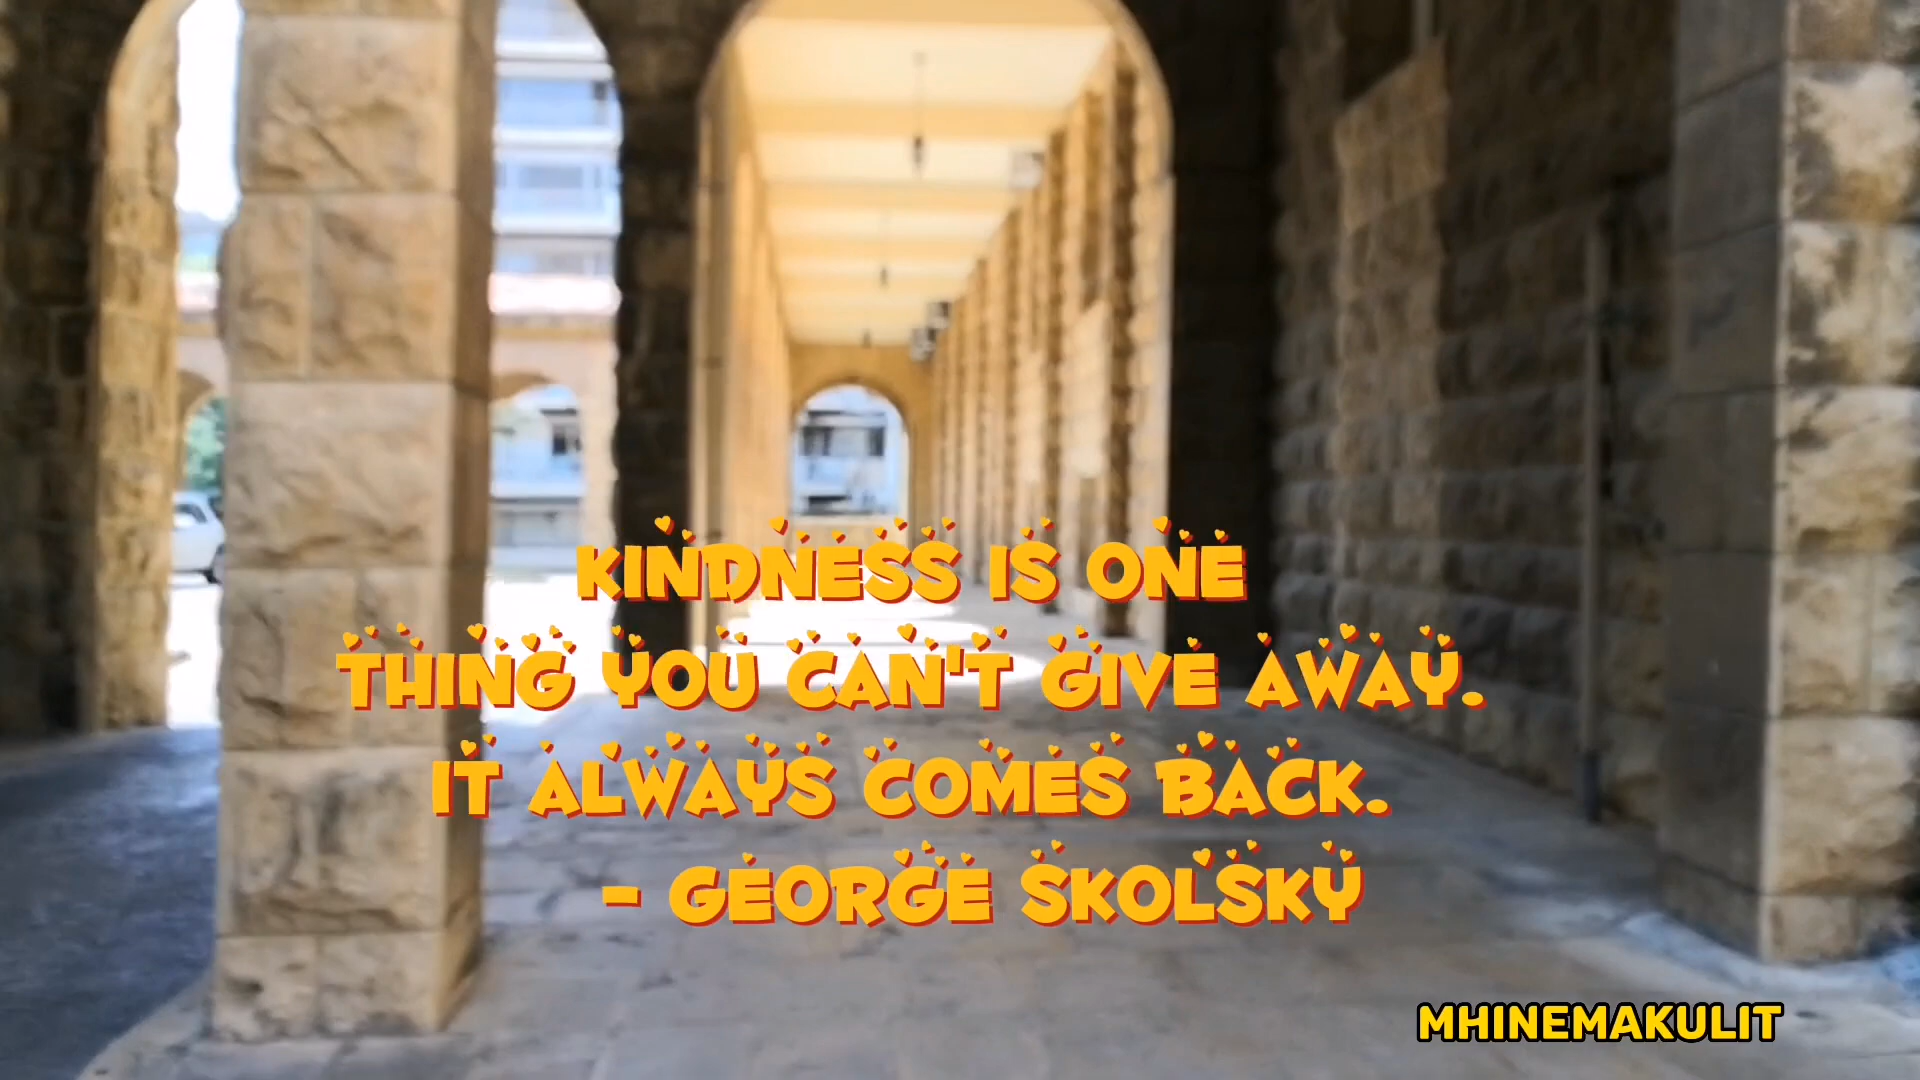 KINDNESS IS ONE
THING YOU CAN'T GIVE AWAY.
IT ALWAYS COMES BACK.
- GEORGE SKOLSKY
MHINEMAKULIT